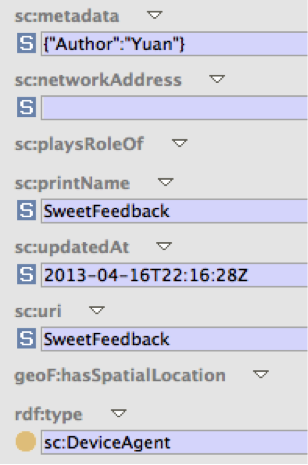 sc:metadata
S {"Author":"Yuan"}
sc:networkAddress
S
sc:playsRoleOf
sc:printName
S SweetFeedback
sc:updatedAt
S 2013-04-16T22:16:28Z
sc:uri
S SweetFeedback
geoF:hasSpatialLocation
rdf:type
sc:DeviceAgent